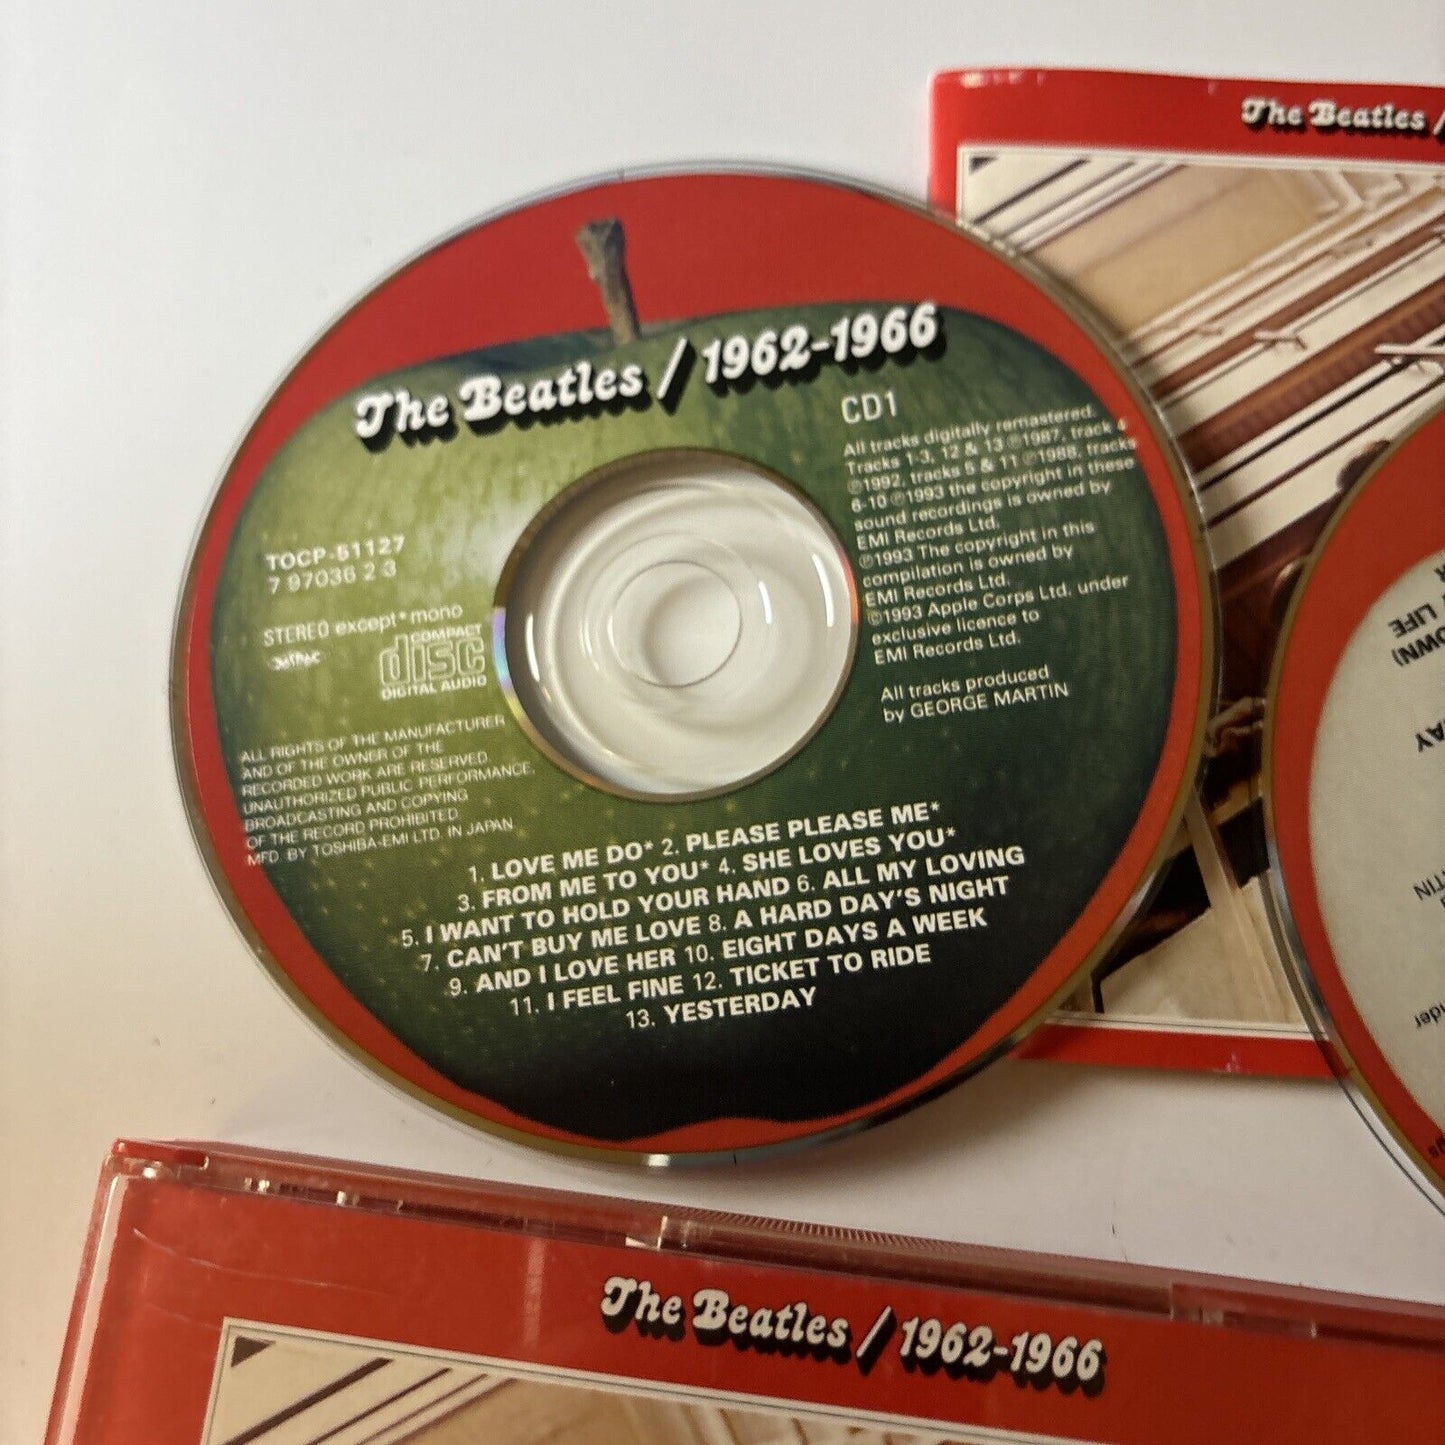 The Beatles /
The Beatles / 1962-1966
CD1
All tracks digitally remastered.
Tracks 1-3, 12 & 13 ℗1987, track 4
℗1992, tracks 5 & 11 ℗1988, tracks
6-10 ℗1993 the copyright in these
sound recordings is owned by
EMI Records Ltd.
℗1993 The copyright in this
compilation is owned by
EMI Records Ltd.
©1993 Apple Corps Ltd. under
exclusive licence to
EMI Records Ltd.
All tracks produced
by GEORGE MARTIN
TOCP-51127
7 97036 2 3
STEREO except * mono
JASRAC
COMPACT
disc
DIGITAL AUDIO
ALL RIGHTS OF THE MANUFACTURER
AND OF THE OWNER OF THE
RECORDED WORK ARE RESERVED.
UNAUTHORIZED PUBLIC PERFORMANCE,
BROADCASTING AND COPYING
OF THE RECORD PROHIBITED
MFD. BY TOSHIBA-EMI LTD. IN JAPAN
1. LOVE ME DO* 2. PLEASE PLEASE ME*
3. FROM ME TO YOU* 4. SHE LOVES YOU*
5. I WANT TO HOLD YOUR HAND 6. ALL MY LOVING
7. CAN'T BUY ME LOVE 8. A HARD DAY'S NIGHT
9. AND I LOVE HER 10. EIGHT DAYS A WEEK
11. I FEEL FINE 12. TICKET TO RIDE
13. YESTERDAY
LIFE
The Beatles / 1962-1966